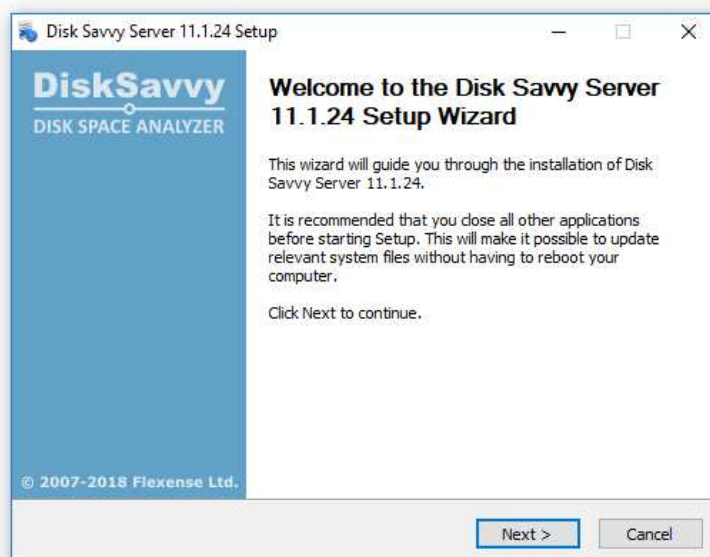 Disk Savvy Server 11.1.24 Setup
DiskSavvy
DISK SPACE ANALYZER
Welcome to the Disk Savvy Server
11.1.24 Setup Wizard
This wizard will guide you through the installation of Disk
Savvy Server 11.1.24.
It is recommended that you close all other applications
before starting Setup. This will make it possible to update
relevant system files without having to reboot your
computer.
Click Next to continue.
© 2007-2018 Flexense Ltd.
Next >
Cancel